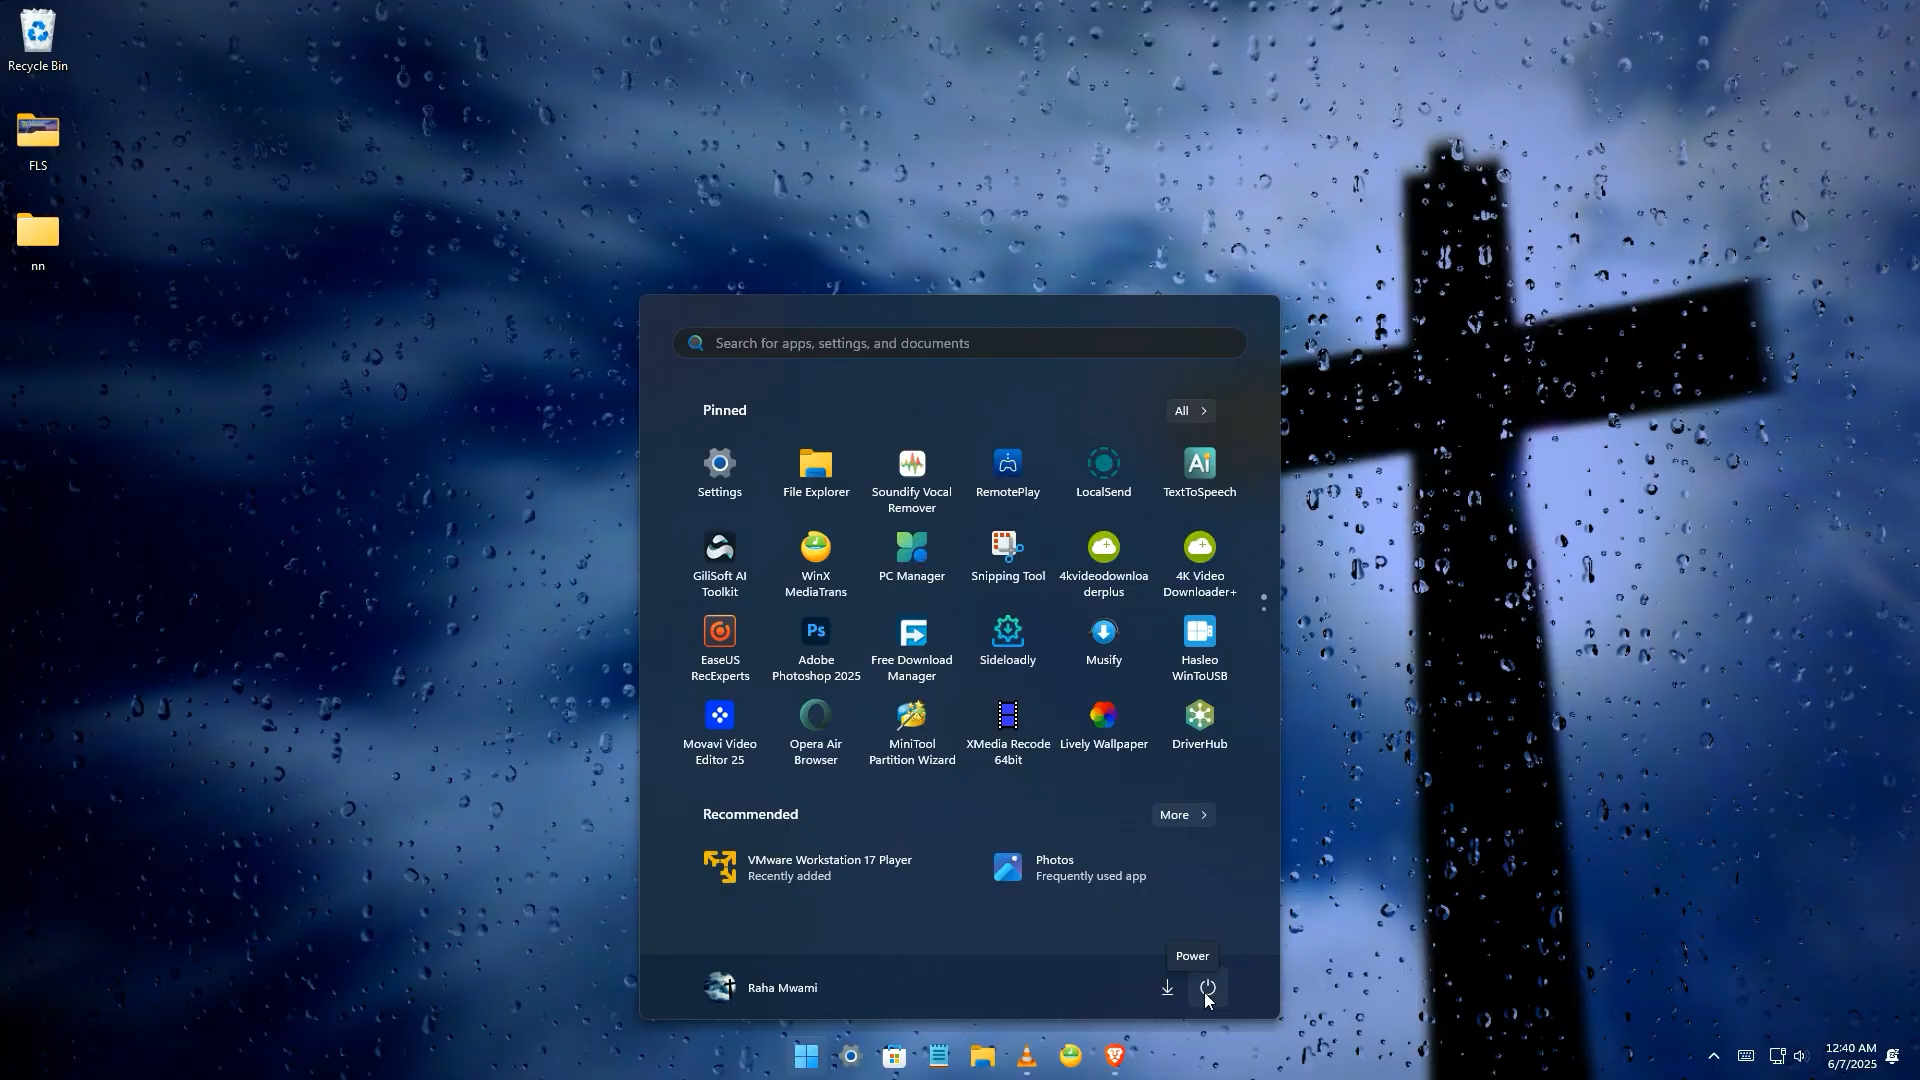 Recycle Bin
FLS
nn
Search for apps, settings, and documents
Pinned
All
Settings
File Explorer
Soundify Vocal
Remover
RemotePlay
LocalSend
Ai
TextToSpeech
GiliSoft AI
Toolkit
WinX
MediaTrans
PC Manager
Snipping Tool
4kvideodownloa
derplus
4K Video
Downloader+
EaseUS
RecExperts
Ps
Adobe
Photoshop 2025
Free Download
Manager
Sideloadly
Musify
Hasleo
WinToUSB
Movavi Video
Editor 25
Opera Air
Browser
MiniTool
Partition Wizard
XMedia Recode
64bit
Lively Wallpaper
DriverHub
Recommended
More
VMware Workstation 17 Player
Recently added
Photos
Frequently used app
Power
Raha Mwami
12:40 AM
6/7/2025